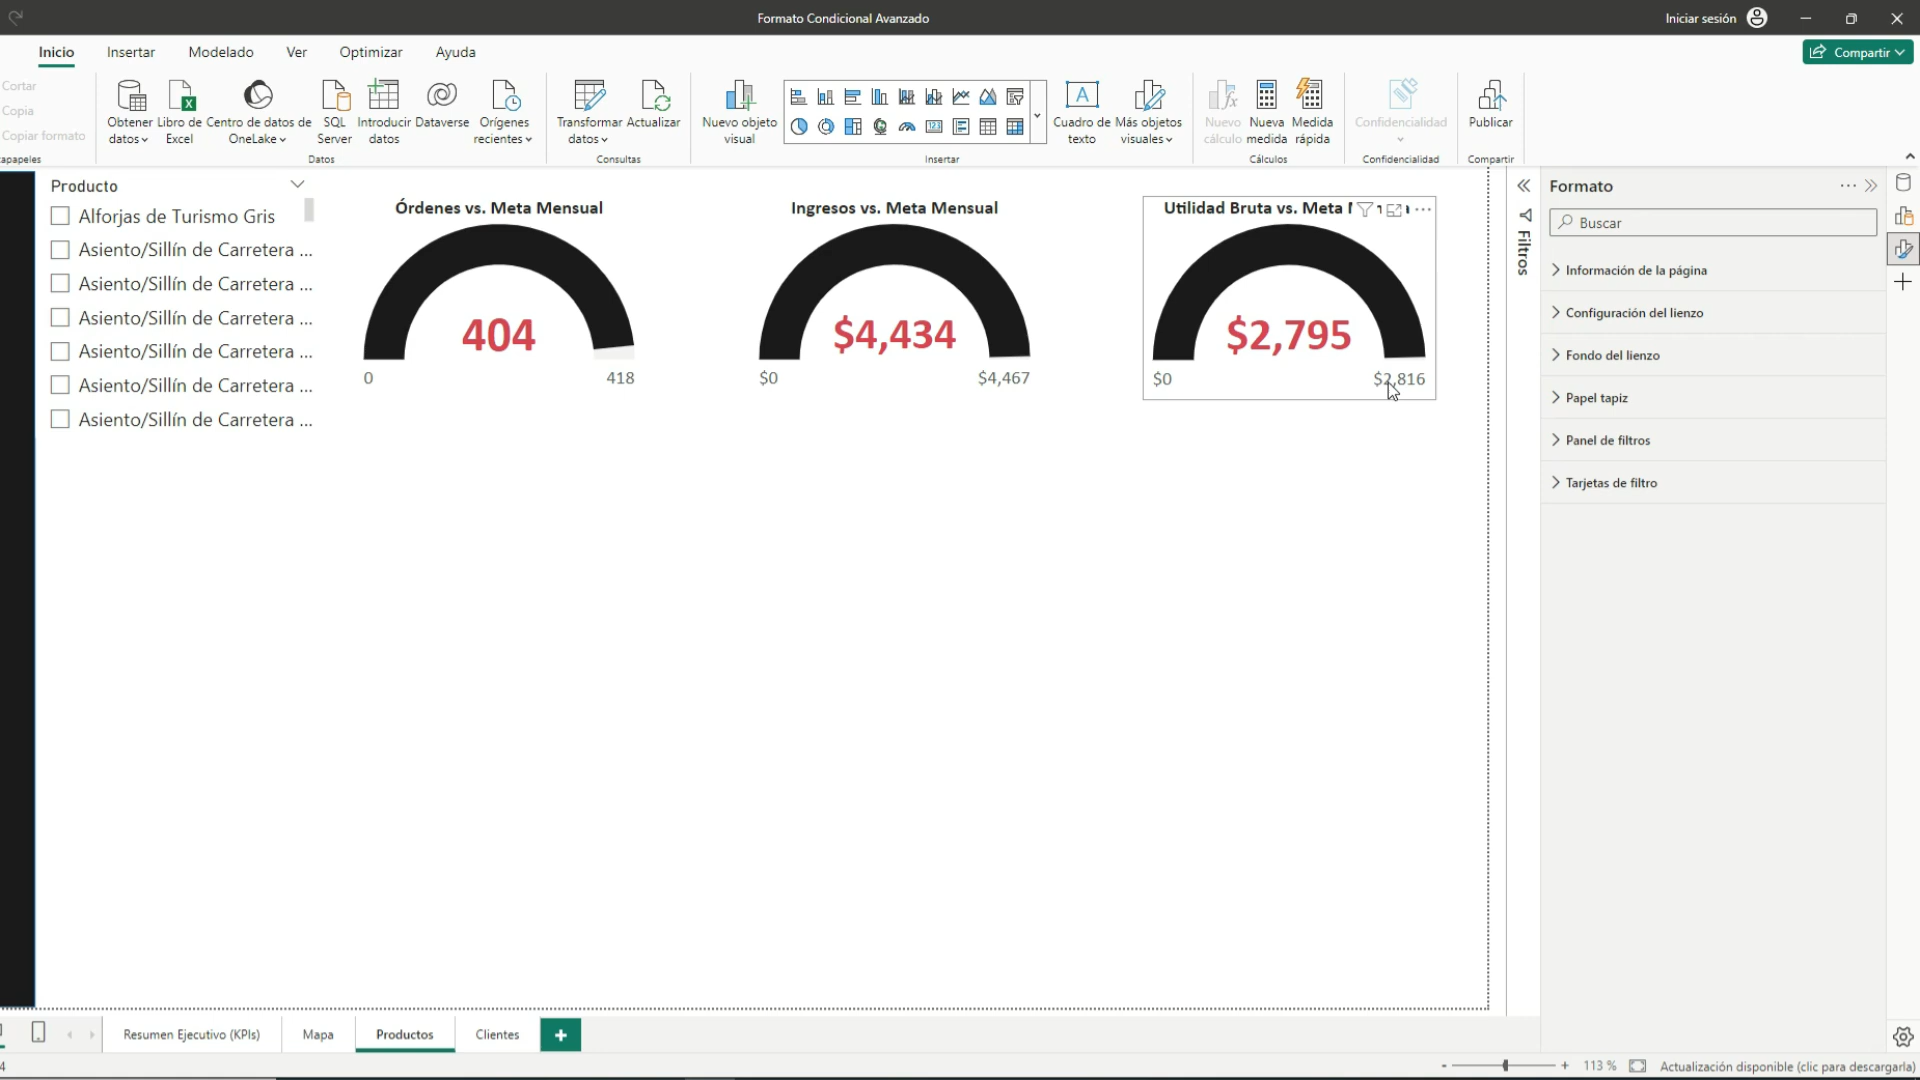 Formato Condicional Avanzado
Iniciar sesión
Inicio Insertar Modelado Ver Optimizar Ayuda
Compartir
Cortar
Copia
Copiar formato
apapeles
Obtener datos
Libro de Excel
Centro de datos de OneLake
SQL Server
Introducir datos
Dataverse
Orígenes recientes
Datos
Transformar datos
Actualizar
Consultas
Nuevo objeto visual
Cuadro de texto
Más objetos visuales
Insertar
Nuevo cálculo
Nueva medida
Medida rápida
Cálculos
Confidencialidad
Confidencialidad
Publicar
Compartir
Producto
Alforjas de Turismo Gris
Asiento/Sillín de Carretera ...
Asiento/Sillín de Carretera ...
Asiento/Sillín de Carretera ...
Asiento/Sillín de Carretera ...
Asiento/Sillín de Carretera ...
Asiento/Sillín de Carretera ...
Órdenes vs. Meta Mensual
404
0 418
Ingresos vs. Meta Mensual
$4,434
$0 $4,467
Utilidad Bruta vs. Meta
$2,795
$0 $2,816
Filtros
Formato
Buscar
Información de la página
Configuración del lienzo
Fondo del lienzo
Papel tapiz
Panel de filtros
Tarjetas de filtro
Resumen Ejecutivo (KPIs) Mapa Productos Clientes +
4
- + 113 % Actualización disponible (clic para descargarla)